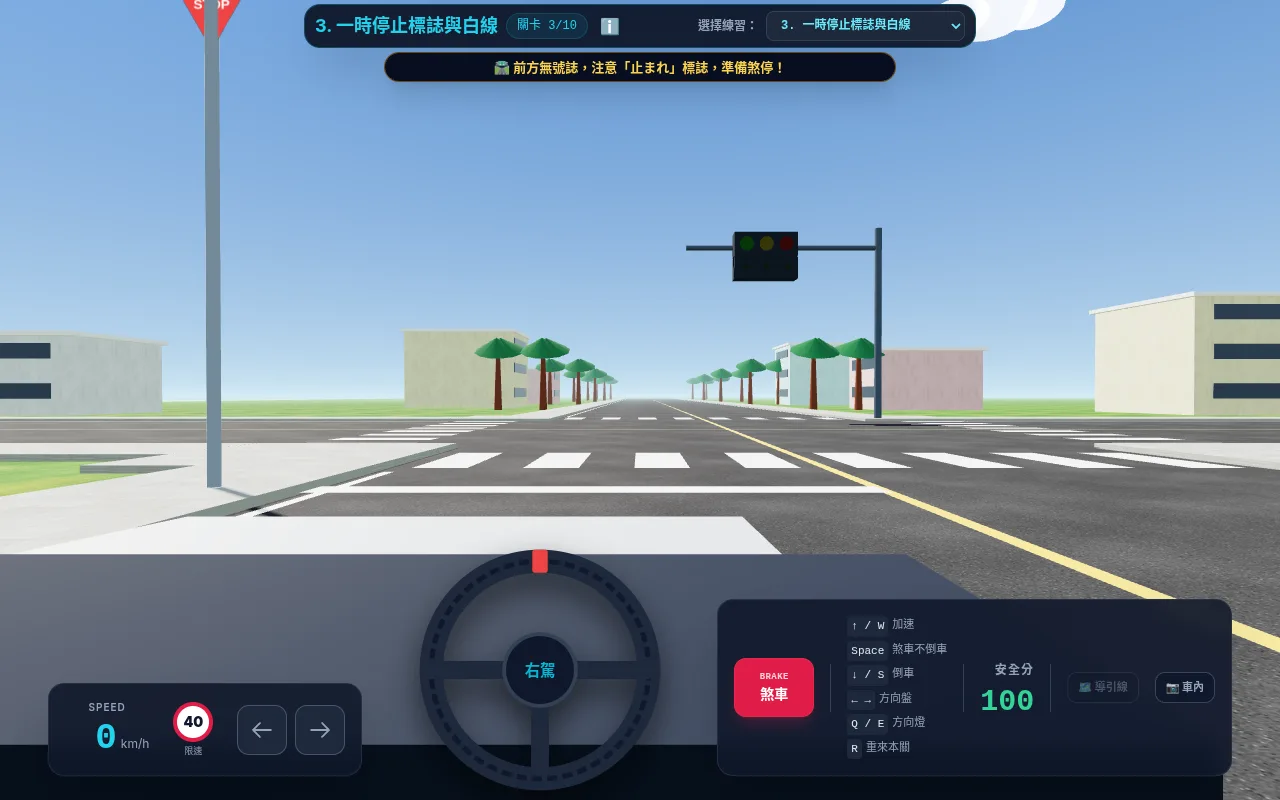 STOP
3. 一時停止標誌與白線
關卡 3/10
選擇練習：
3. 一時停止標誌與白線
前方無號誌，注意「止まれ」標誌，準備煞停！
SPEED
0 km/h
40
限速
右駕
BRAKE
煞車
↑ / W 加速
Space 煞車不倒車
↓ / S 倒車
← → 方向盤
Q / E 方向燈
R 重來本關
安全分
100
導引線
車內